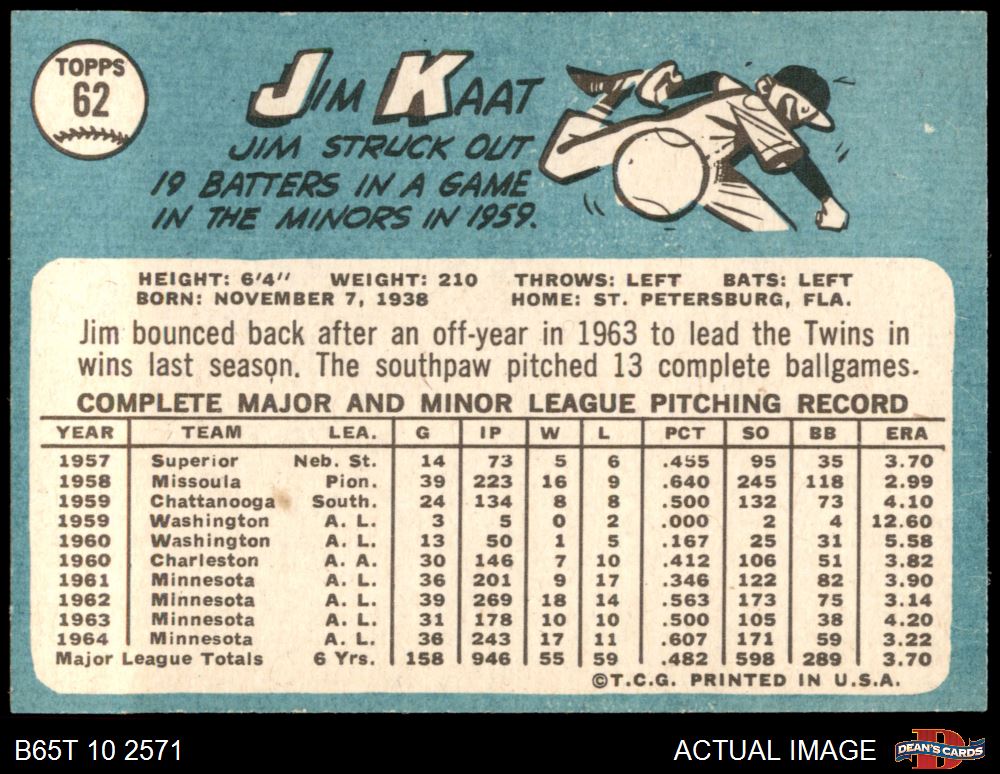 TOPPS
62
JIM KAAT
JIM STRUCK OUT
19 BATTERS IN A GAME
IN THE MINORS IN 1959.
HEIGHT: 6'4" WEIGHT: 210 THROWS: LEFT BATS: LEFT
BORN: NOVEMBER 7, 1938 HOME: ST. PETERSBURG, FLA.
Jim bounced back after an off-year in 1963 to lead the Twins in
wins last season. The southpaw pitched 13 complete ballgames.
COMPLETE MAJOR AND MINOR LEAGUE PITCHING RECORD
YEAR TEAM LEA. G IP W L PCT SO BB ERA
1957 Superior Neb. St. 14 73 5 6 .455 95 35 3.70
1958 Missoula Pion. 39 223 16 9 .640 245 118 2.99
1959 Chattanooga South. 24 134 8 8 .500 132 73 4.10
1959 Washington A. L. 3 5 0 2 .000 2 4 12.60
1960 Washington A. L. 13 50 1 5 .167 25 31 5.58
1960 Charleston A. A. 30 146 7 10 .412 106 51 3.82
1961 Minnesota A. L. 36 201 9 17 .346 122 82 3.90
1962 Minnesota A. L. 39 269 18 14 .563 173 75 3.14
1963 Minnesota A. L. 31 178 10 10 .500 105 38 4.20
1964 Minnesota A. L. 36 243 17 11 .607 171 59 3.22
Major League Totals 6 Yrs. 158 946 55 59 .482 598 289 3.70
©T.C.G. PRINTED IN U.S.A.
B65T 10 2571 ACTUAL IMAGE DEAN'S CARDS